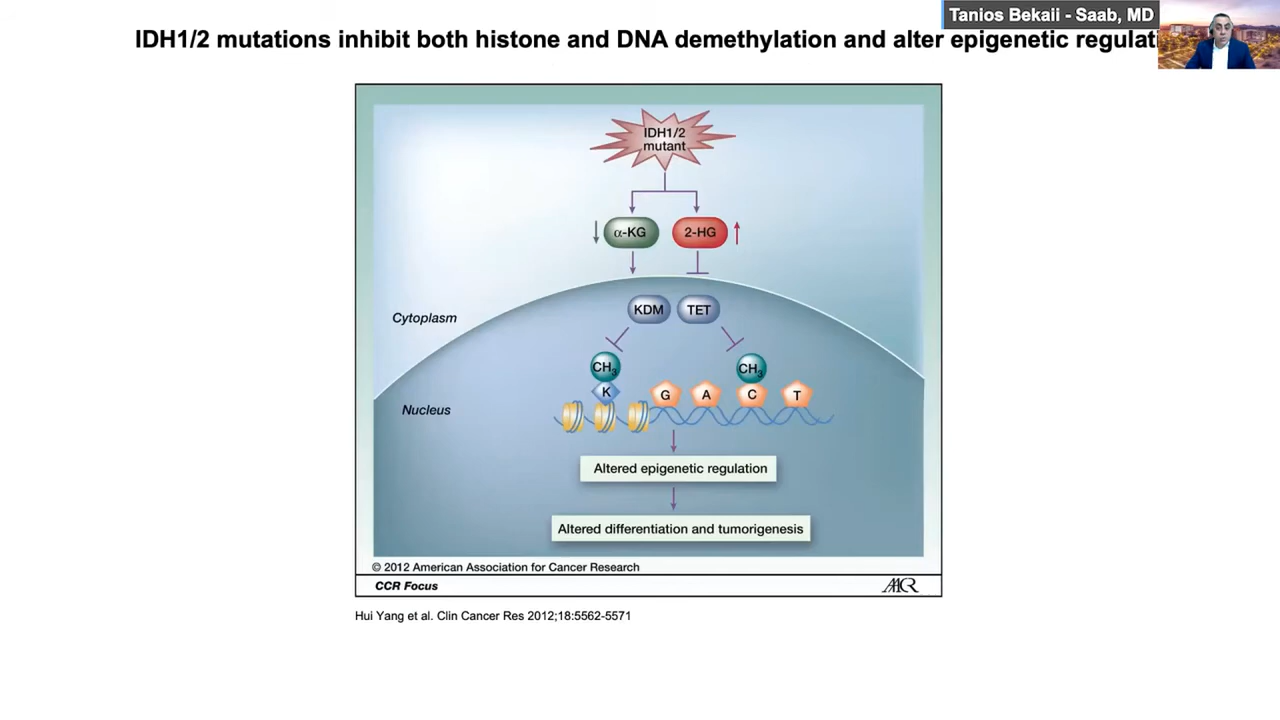 Tanios Bekaii - Saab, MD
IDH1/2 mutations inhibit both histone and DNA demethylation and alter epigenetic
IDH1/2
mutant
α-KG
2-HG
KDM
TET
Cytoplasm
CH3
CH3
K
G
A
C
T
Nucleus
Altered epigenetic regulation
Altered differentiation and tumorigenesis
© 2012 American Association for Cancer Research
CCR Focus
AACR
Hui Yang et al. Clin Cancer Res 2012;18:5562-5571